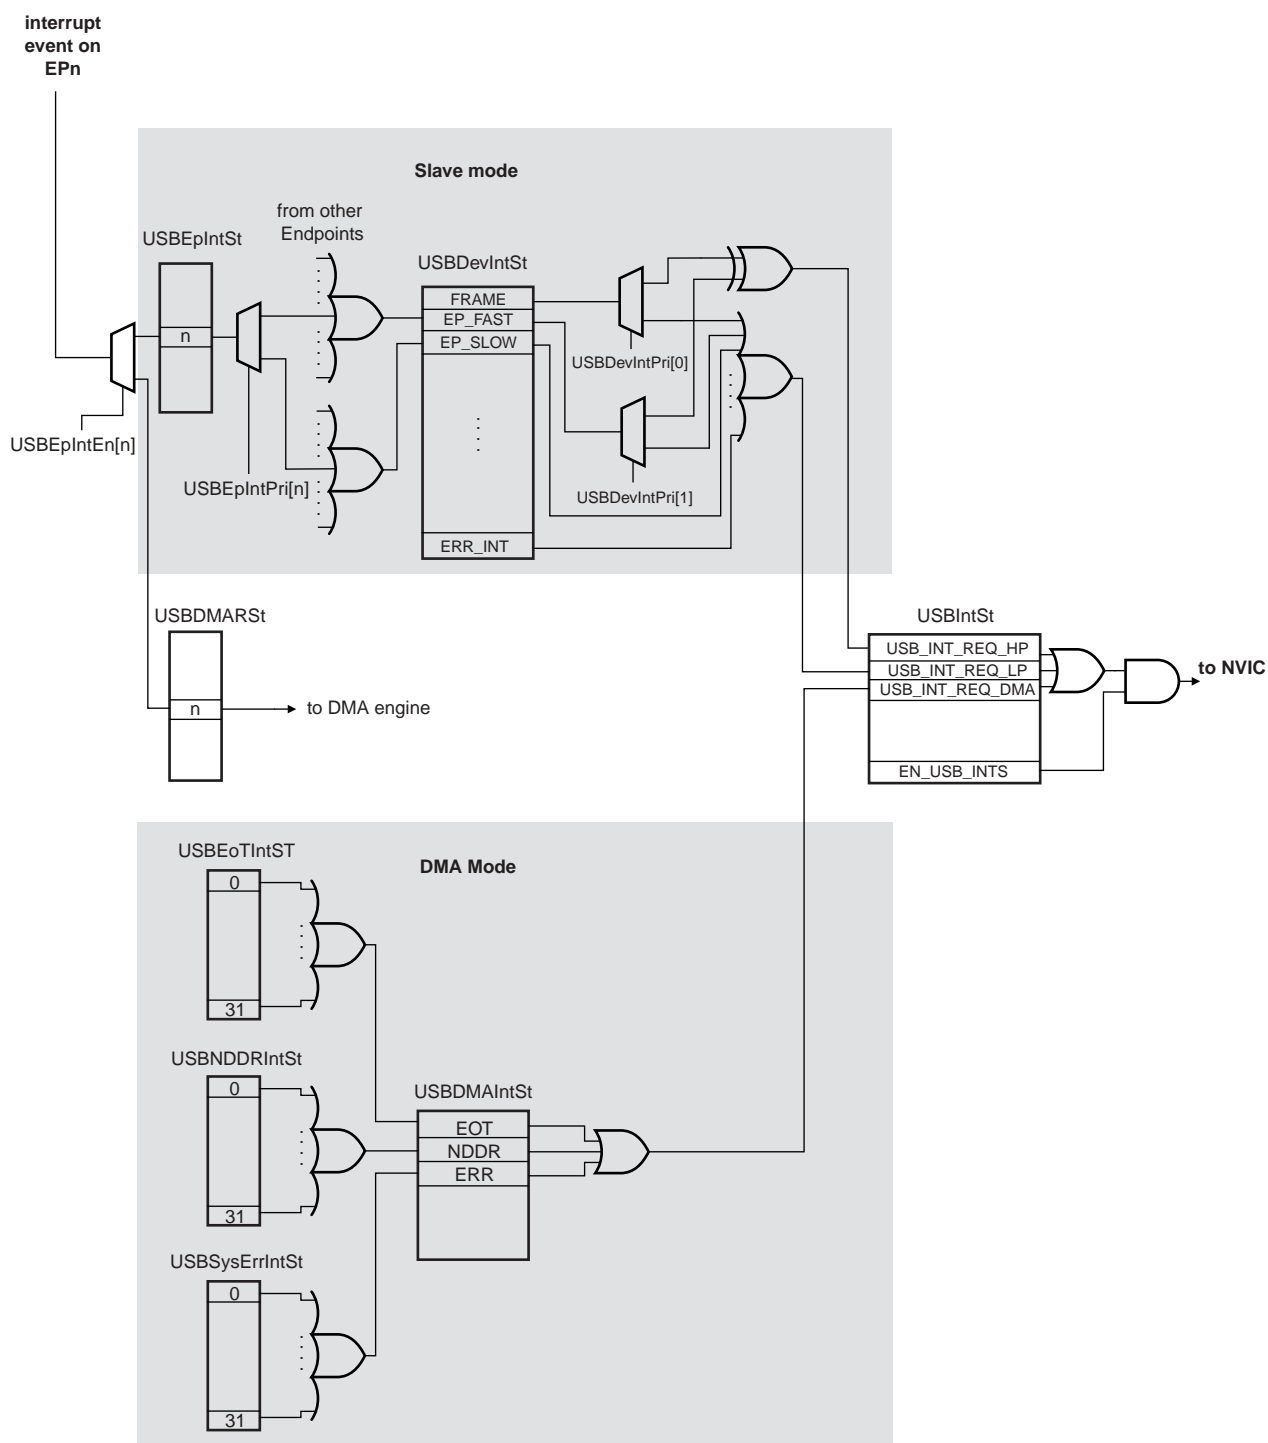 interrupt
event on
EPn
Slave mode
from other
Endpoints
USBEpIntSt
USBDevIntSt
FRAME
EP_FAST
EP_SLOW
n
USBDevIntPri[0]
USBEpIntEn[n]
USBEpIntPri[n]
USBDevIntPri[1]
ERR_INT
USBDMARSt
n
to DMA engine
USBIntSt
USB_INT_REQ_HP
USB_INT_REQ_LP
USB_INT_REQ_DMA
EN_USB_INTS
to NVIC
DMA Mode
USBEoTIntST
0
31
USBNDDRIntSt
0
31
USBDMAIntSt
EOT
NDDR
ERR
USBSysErrIntSt
0
31